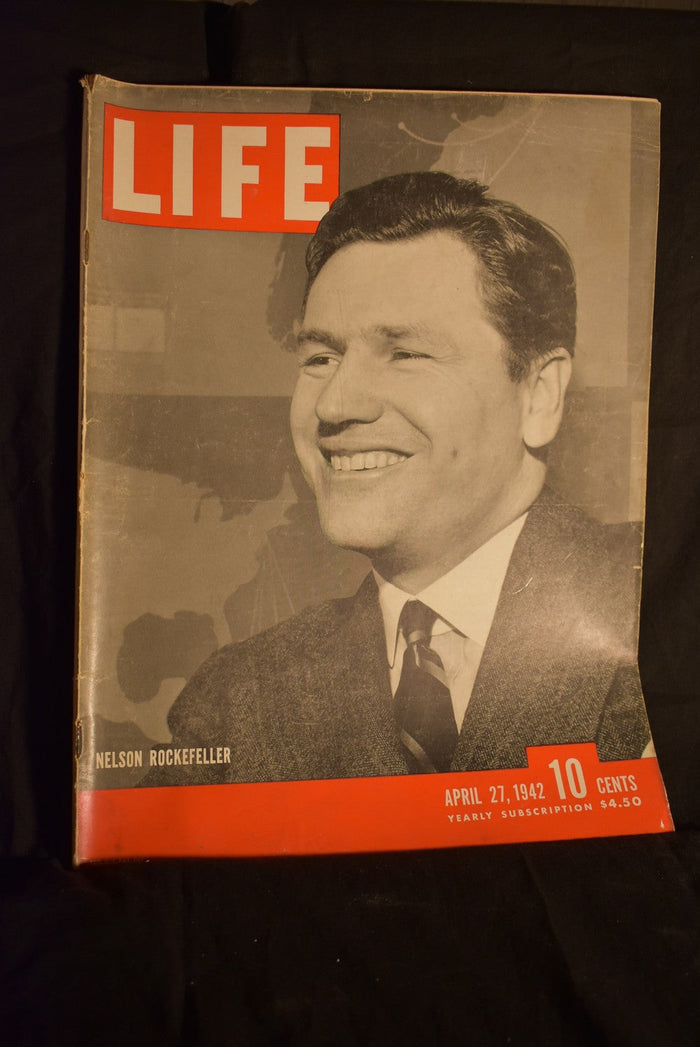 LIFE
NELSON ROCKEFELLER
APRIL 27, 1942 10 CENTS
YEARLY SUBSCRIPTION $4.50